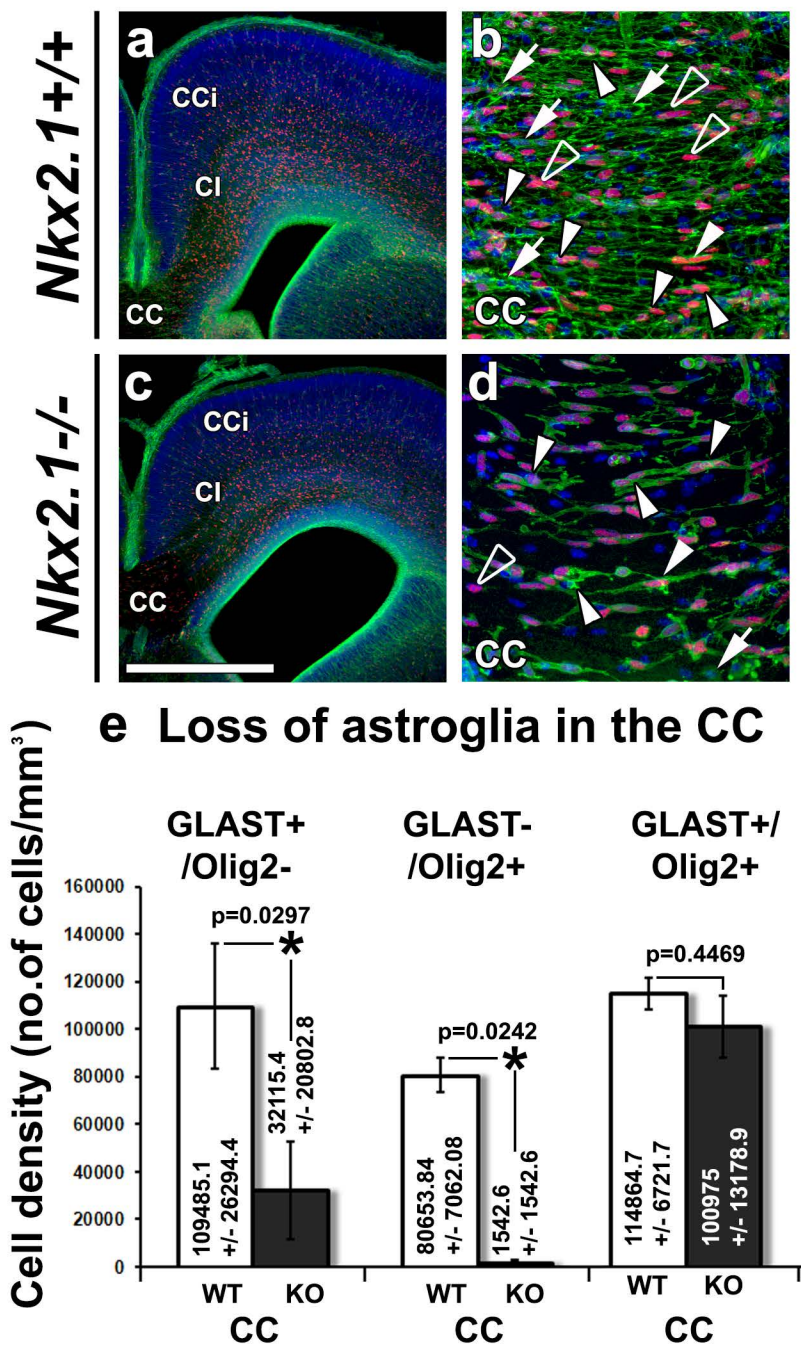 Nkx2.1+/+
a
CCi
CI
CC
b
CC
Nkx2.1-/-
c
CCi
CI
CC
d
CC
e Loss of astroglia in the CC
Cell density (no.of cells/mm³)
GLAST+
/Olig2-
GLAST-
/Olig2+
GLAST+/
Olig2+
160000
140000
120000
100000
80000
60000
40000
20000
0
p=0.0297
*
109485.1
+/- 26294.4
32115.4
+/- 20802.8
p=0.0242
*
80653.84
+/- 7062.08
1542.6
+/- 1542.6
p=0.4469
114864.7
+/- 6721.7
100975
+/- 13178.9
WT KO
WT KO
WT KO
CC
CC
CC